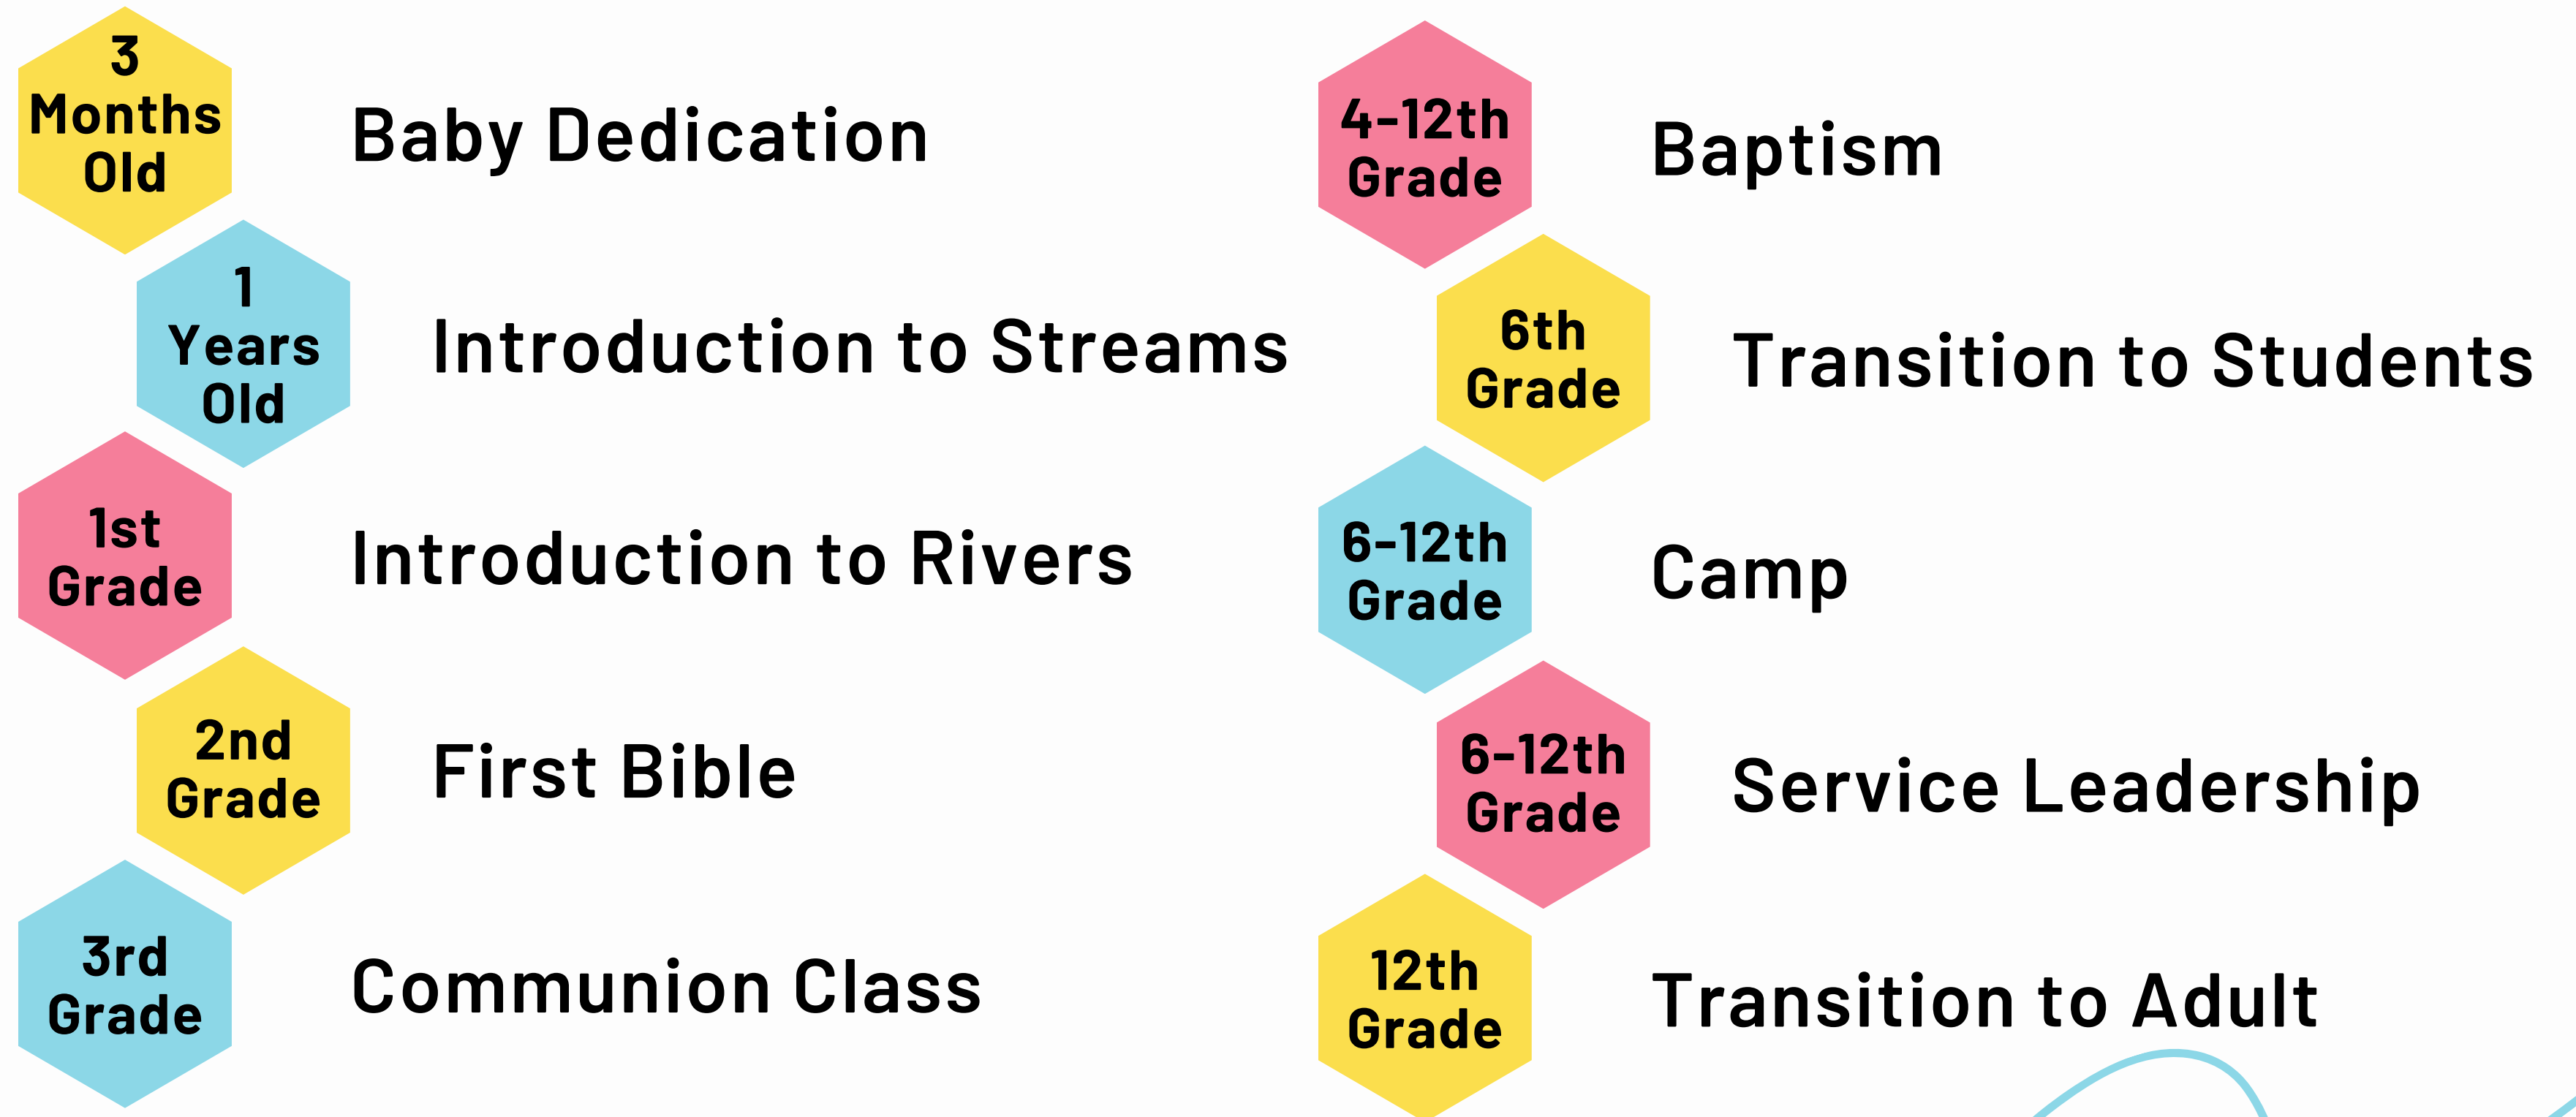 3
Months
Old
Baby Dedication
1
Years
Old
Introduction to Streams
1st
Grade
Introduction to Rivers
2nd
Grade
First Bible
3rd
Grade
Communion Class
4-12th
Grade
Baptism
6th
Grade
Transition to Students
6-12th
Grade
Camp
6-12th
Grade
Service Leadership
12th
Grade
Transition to Adult